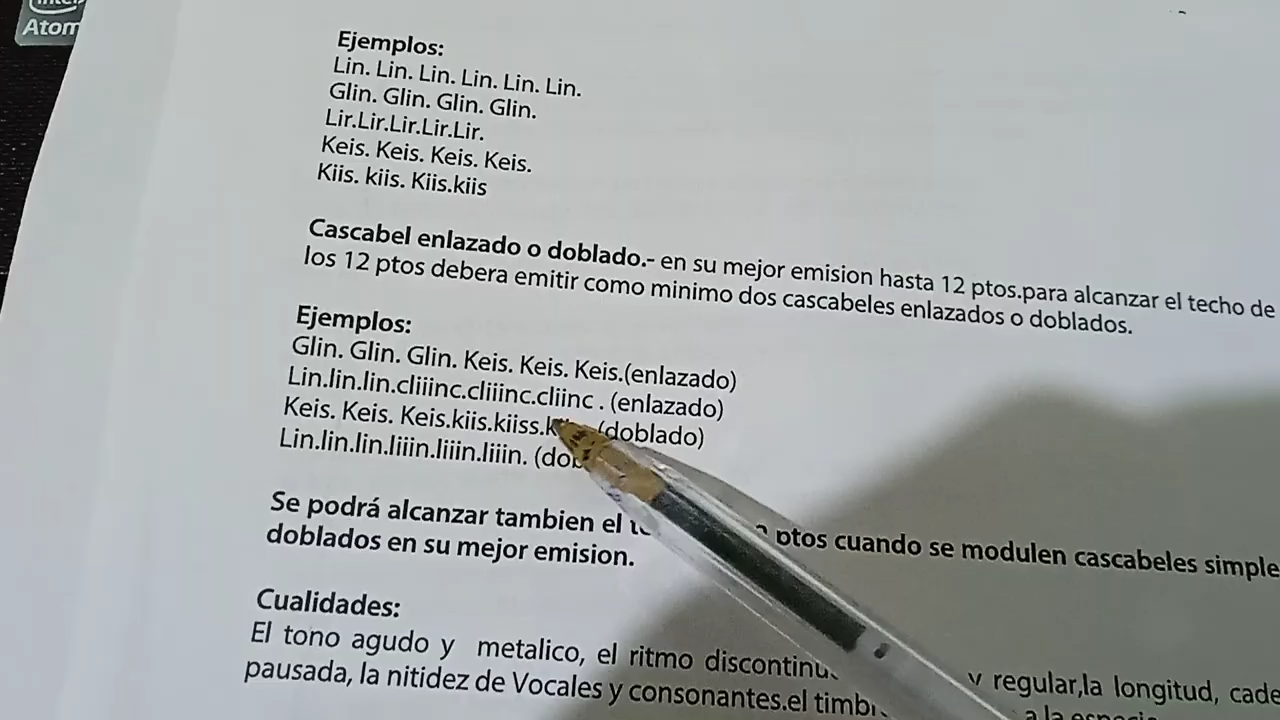 intel
Atom
Ejemplos:
Lin. Lin. Lin. Lin. Lin. Lin.
Glin. Glin. Glin. Glin.
Lir.Lir.Lir.Lir.Lir.
Keis. Keis. Keis. Keis.
Kiis. kiis. Kiis.kiis
Cascabel enlazado o doblado.- en su mejor emision hasta 12 ptos.para alcanzar el techo de
los 12 ptos debera emitir como minimo dos cascabeles enlazados o doblados.
Ejemplos:
Glin. Glin. Glin. Keis. Keis. Keis.(enlazado)
Lin.lin.lin.cliiinc.cliiinc.cliinc . (enlazado)
Keis. Keis. Keis.kiis.kiiss. (doblado)
Lin.lin.lin.liiin.liiin.liiin.
Se podrá alcanzar tambien el ptos cuando se modulen cascabeles simple
doblados en su mejor emision.
Cualidades:
El tono agudo y metalico, el ritmo y regular,la longitud,
pausada, la nitidez de Vocales y consonantes.el
a la